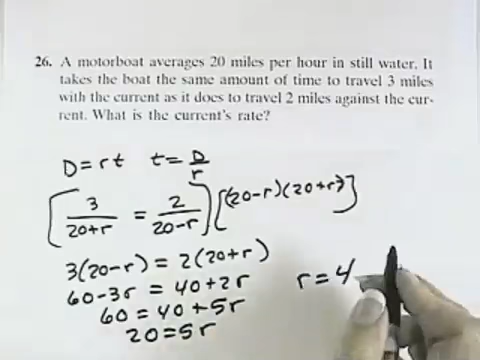 26. A motorboat averages 20 miles per hour in still water. It
takes the boat the same amount of time to travel 3 miles
with the current as it does to travel 2 miles against the cur-
rent. What is the current's rate?
D = rt t = D/r
[3/(20+r) = 2/(20-r)] [(20-r)(20+r)]
3(20-r) = 2(20+r)
60-3r = 40+2r
60 = 40+5r
20 = 5r
r = 4